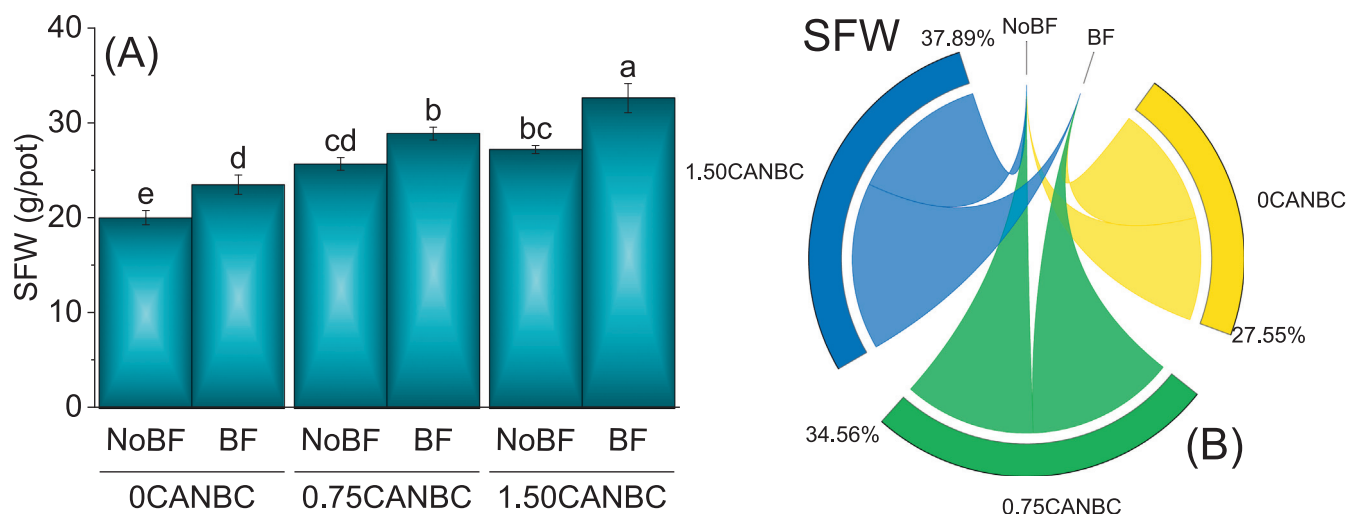 (A)
SFW (g/pot)
40
30
20
10
0
e
d
cd
b
bc
a
NoBF BF NoBF BF NoBF BF
0CANBC 0.75CANBC 1.50CANBC
SFW
NoBF
BF
37.89%
1.50CANBC
0CANBC
27.55%
34.56%
(B)
0.75CANBC